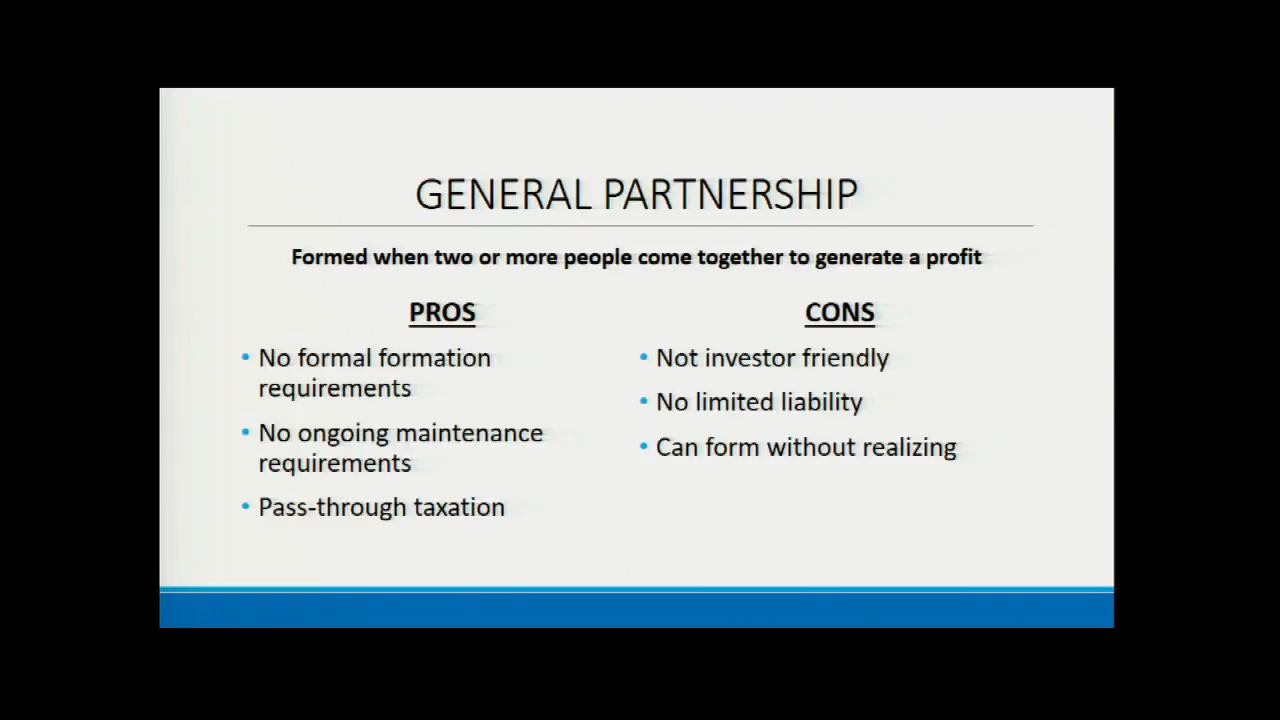 GENERAL PARTNERSHIP
Formed when two or more people come together to generate a profit
PROS
• No formal formation
requirements
• No ongoing maintenance
requirements
• Pass-through taxation
CONS
• Not investor friendly
• No limited liability
• Can form without realizing